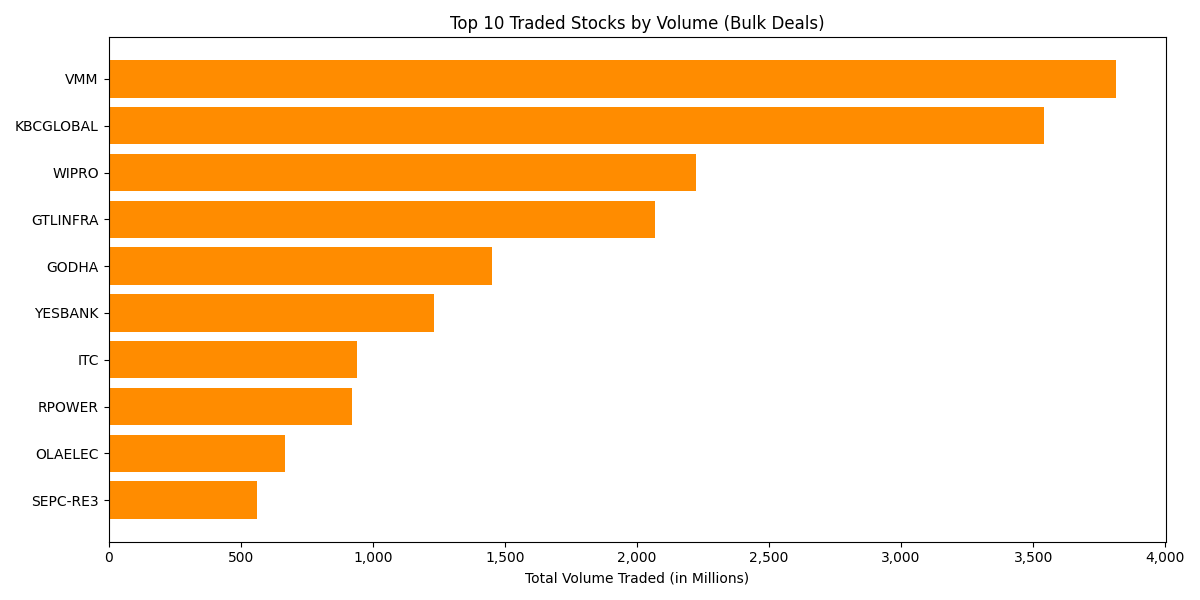 Top 10 Traded Stocks by Volume (Bulk Deals)
VMM
KBCGLOBAL
WIPRO
GTLINFRA
GODHA
YESBANK
ITC
RPOWER
OLAELEC
SEPC-RE3
0 500 1,000 1,500 2,000 2,500 3,000 3,500 4,000
Total Volume Traded (in Millions)